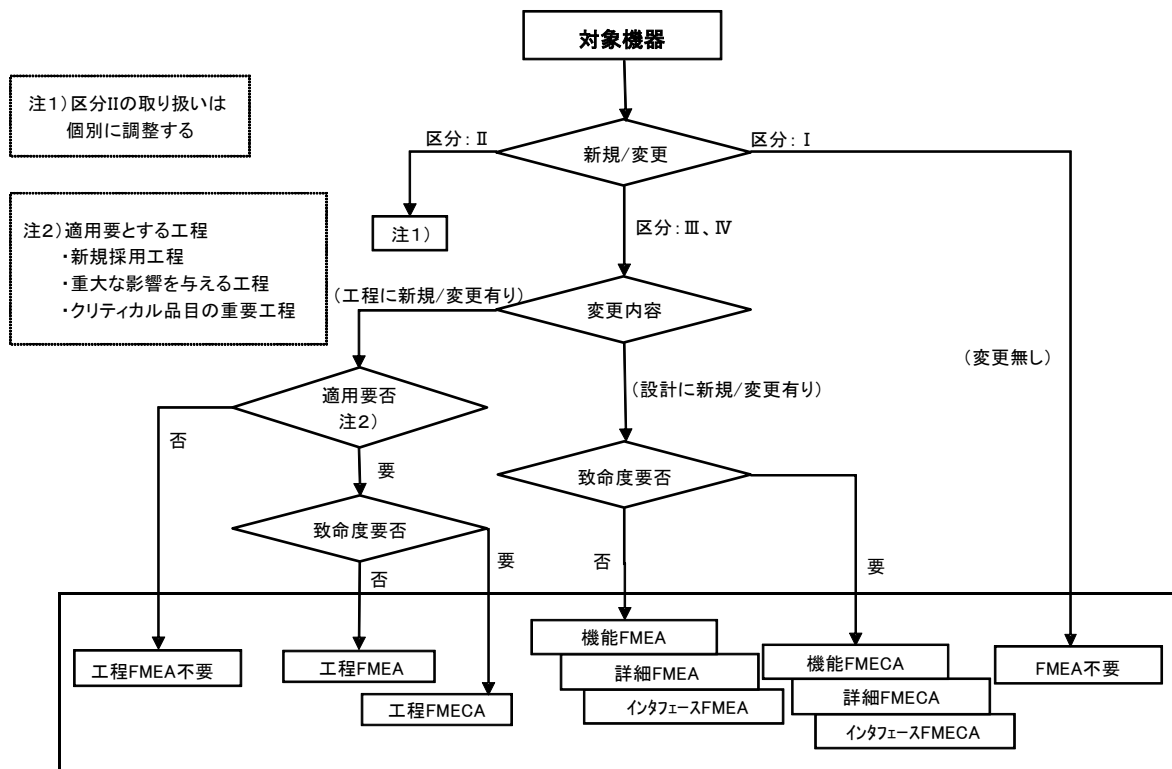 対象機器
注1)区分IIの取り扱いは
個別に調整する
区分:Ⅱ
新規/変更
区分:Ⅰ
注2)適用要とする工程
・新規採用工程
・重大な影響を与える工程
・クリティカル品目の重要工程
注1)
区分:Ⅲ、Ⅳ
(工程に新規/変更有り)
変更内容
(変更無し)
(設計に新規/変更有り)
適用要否
注2)
否
要
致命度要否
致命度要否
否
要
否
要
工程FMEA不要
工程FMEA
工程FMECA
機能FMEA
詳細FMEA
インタフェースFMEA
機能FMECA
詳細FMECA
インタフェースFMECA
FMEA不要